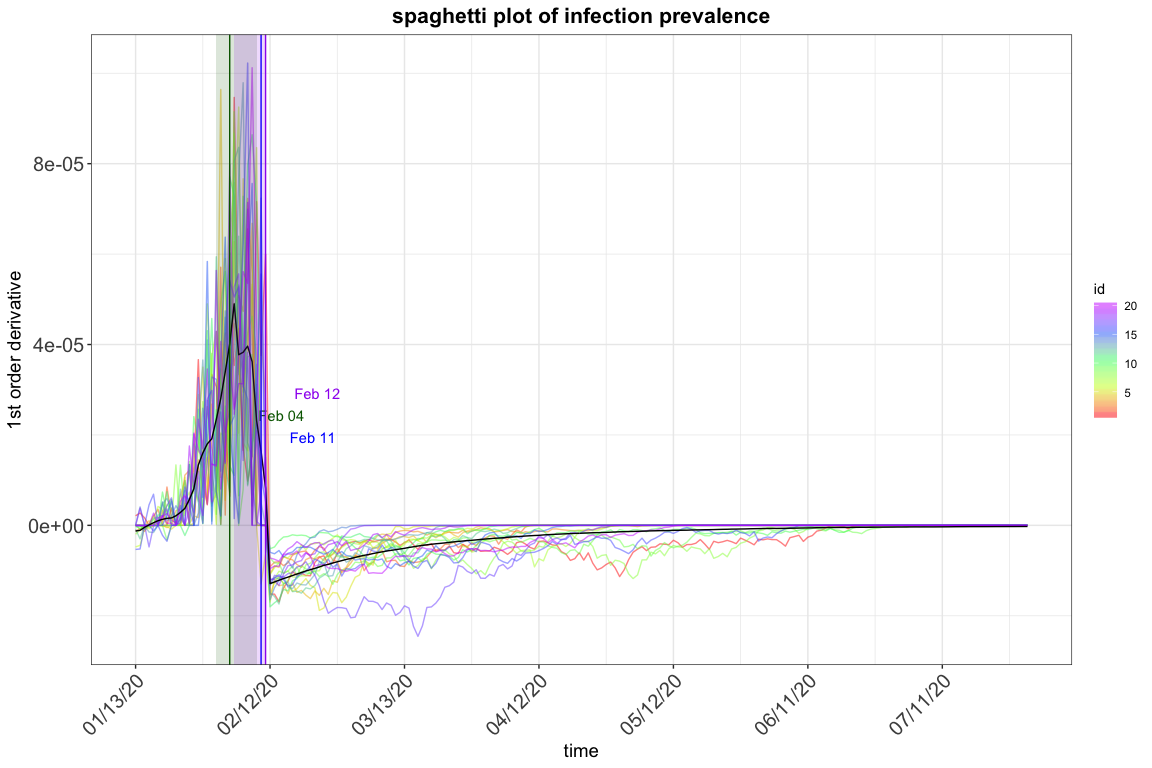 spaghetti plot of infection prevalence
1st order derivative
8e-05
4e-05
0e+00
Feb 12
Feb 04
Feb 11
id
20
15
10
5
01/13/20
02/12/20
03/13/20
04/12/20
05/12/20
06/11/20
07/11/20
time